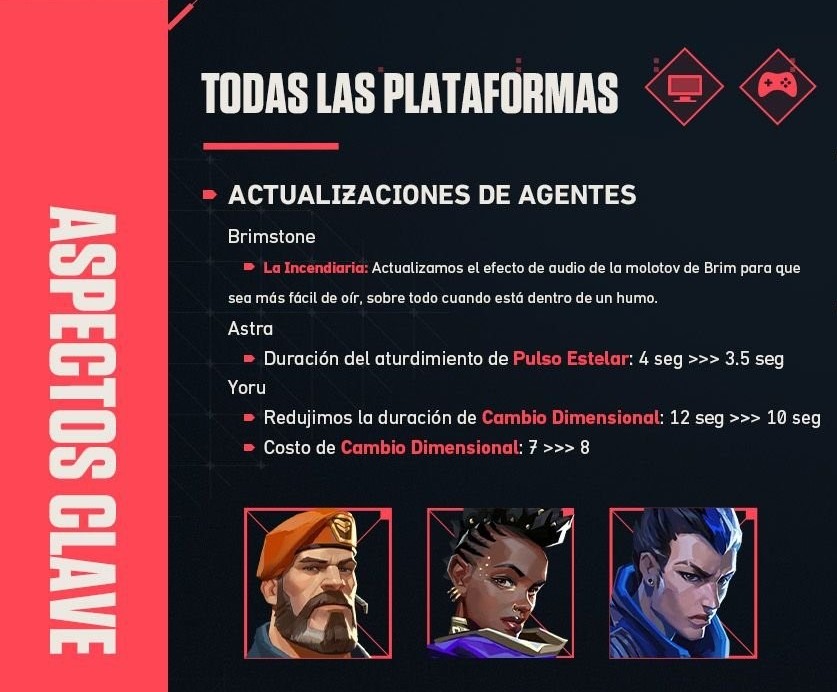 ASPECTOS CLAVE
TODAS LAS PLATAFORMAS
ACTUALIZACIONES DE AGENTES
Brimstone
La Incendiaria: Actualizamos el efecto de audio de la molotov de Brim para que
sea más fácil de oír, sobre todo cuando está dentro de un humo.
Astra
Duración del aturdimiento de Pulso Estelar: 4 seg >>> 3.5 seg
Yoru
Redujimos la duración de Cambio Dimensional: 12 seg >>> 10 seg
Costo de Cambio Dimensional: 7 >>> 8